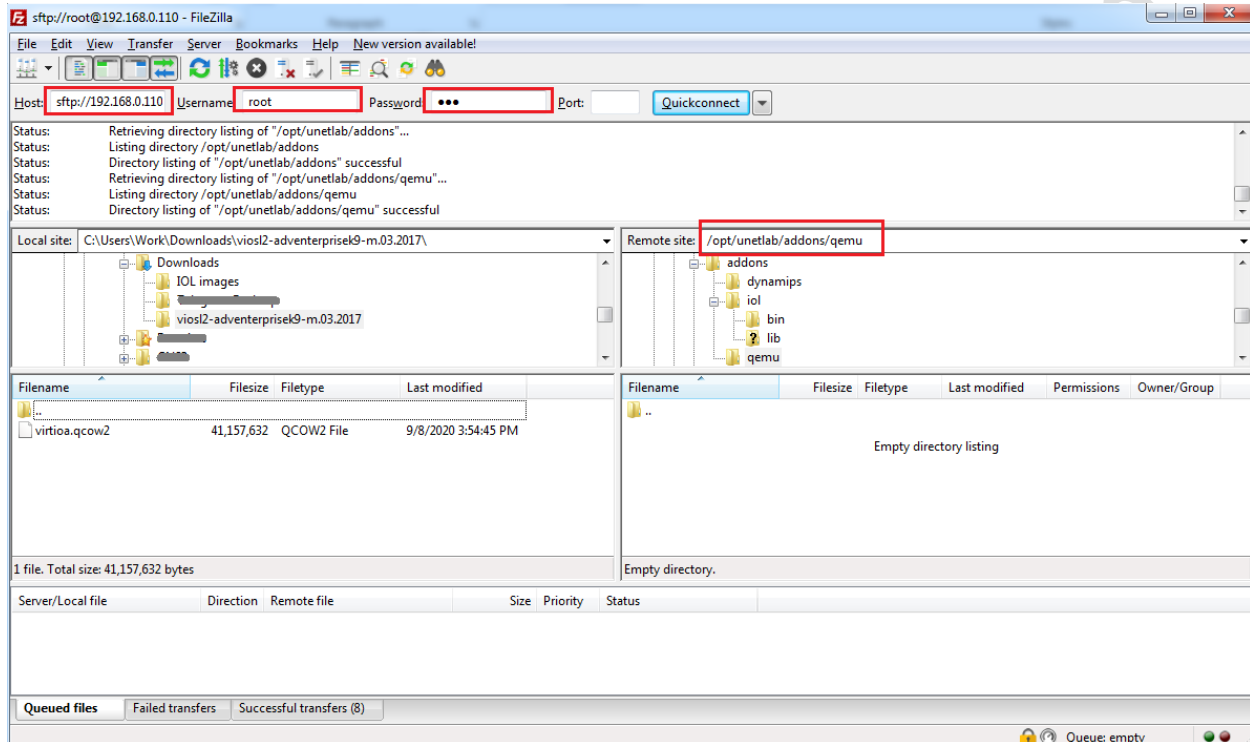 sftp://root@192.168.0.110 - FileZilla
File Edit View Transfer Server Bookmarks Help New version available!
Host: sftp://192.168.0.110 Username: root Password: ●●● Port: Quickconnect
Status: Retrieving directory listing of "/opt/unetlab/addons"...
Status: Listing directory /opt/unetlab/addons
Status: Directory listing of "/opt/unetlab/addons" successful
Status: Retrieving directory listing of "/opt/unetlab/addons/qemu"...
Status: Listing directory /opt/unetlab/addons/qemu
Status: Directory listing of "/opt/unetlab/addons/qemu" successful
Local site: C:\Users\Work\Downloads\viosl2-adventerprisek9-m.03.2017\
Downloads
IOL images
viosl2-adventerprisek9-m.03.2017
Remote site: /opt/unetlab/addons/qemu
addons
dynamips
iol
bin
? lib
qemu
Filename Filesize Filetype Last modified
..
virtioa.qcow2 41,157,632 QCOW2 File 9/8/2020 3:54:45 PM
1 file. Total size: 41,157,632 bytes
Filename Filesize Filetype Last modified Permissions Owner/Group
..
Empty directory listing
Empty directory.
Server/Local file Direction Remote file Size Priority Status
Queued files Failed transfers Successful transfers (8)
Queue: empty